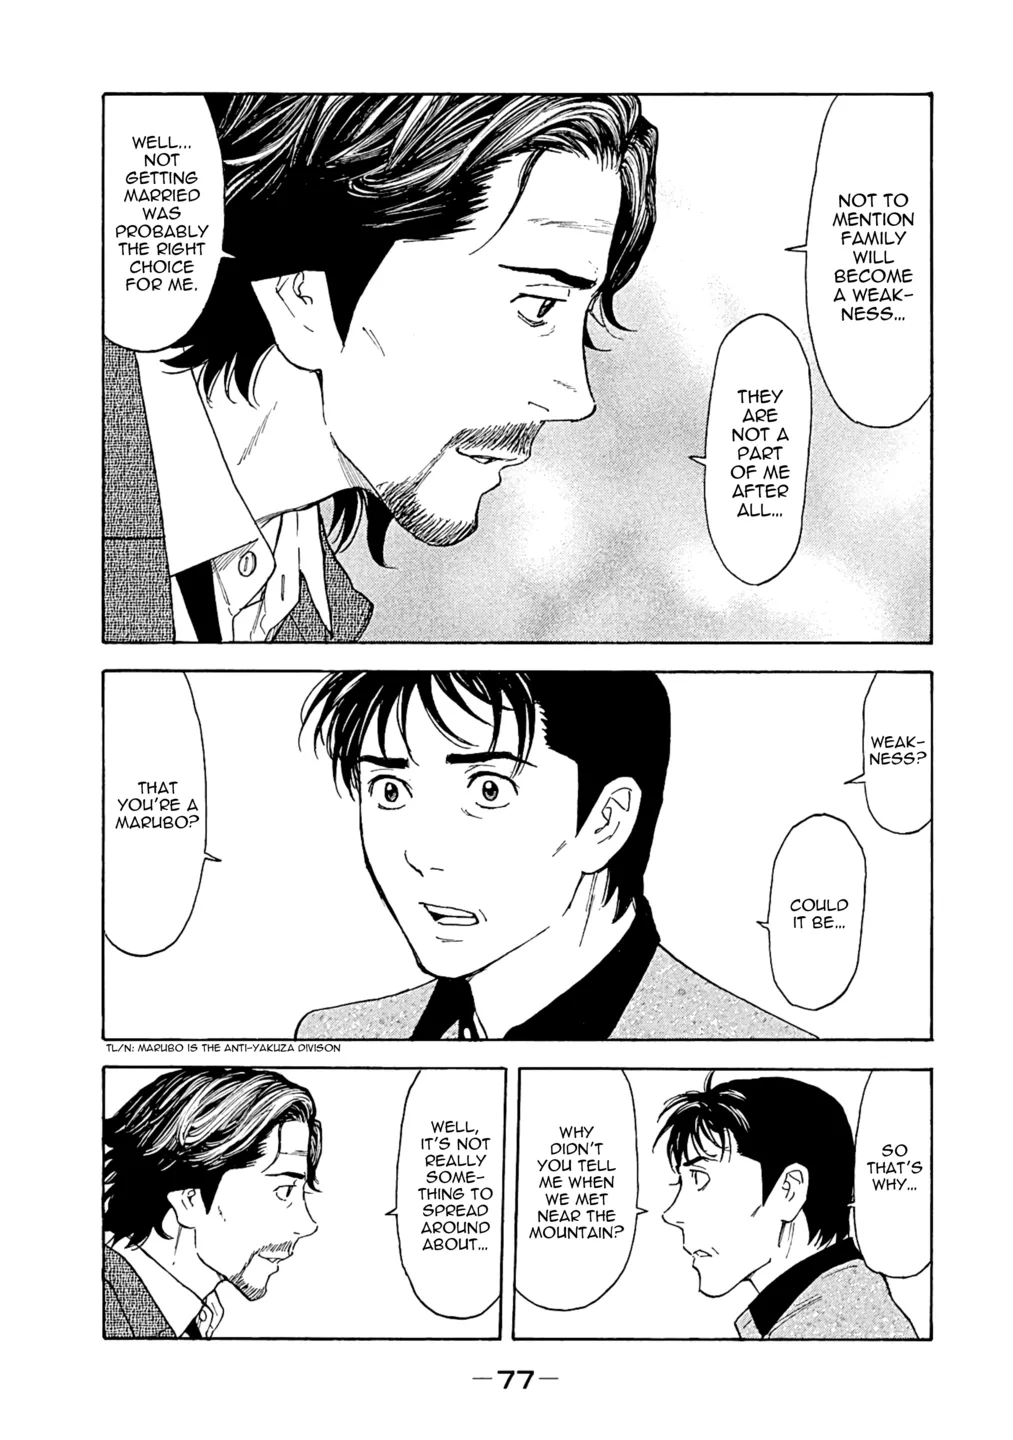 NOT TO
MENTION
FAMILY
WILL
BECOME
A WEAK-
NESS...
THEY
ARE
NOT A
PART
OF ME
AFTER
ALL...
WELL...
NOT
GETTING
MARRIED
WAS
PROBABLY
THE RIGHT
CHOICE
FOR ME.
WEAK-
NESS?
COULD
IT BE...
THAT
YOU'RE A
MARUBO?
TL/N: MARUBO IS THE ANTI-YAKUZA DIVISON
SO
THAT'S
WHY...
WHY
DIDN'T
YOU TELL
ME WHEN
WE MET
NEAR THE
MOUNTAIN?
WELL,
IT'S NOT
REALLY
SOME-
THING TO
SPREAD
AROUND
ABOUT...
—77—